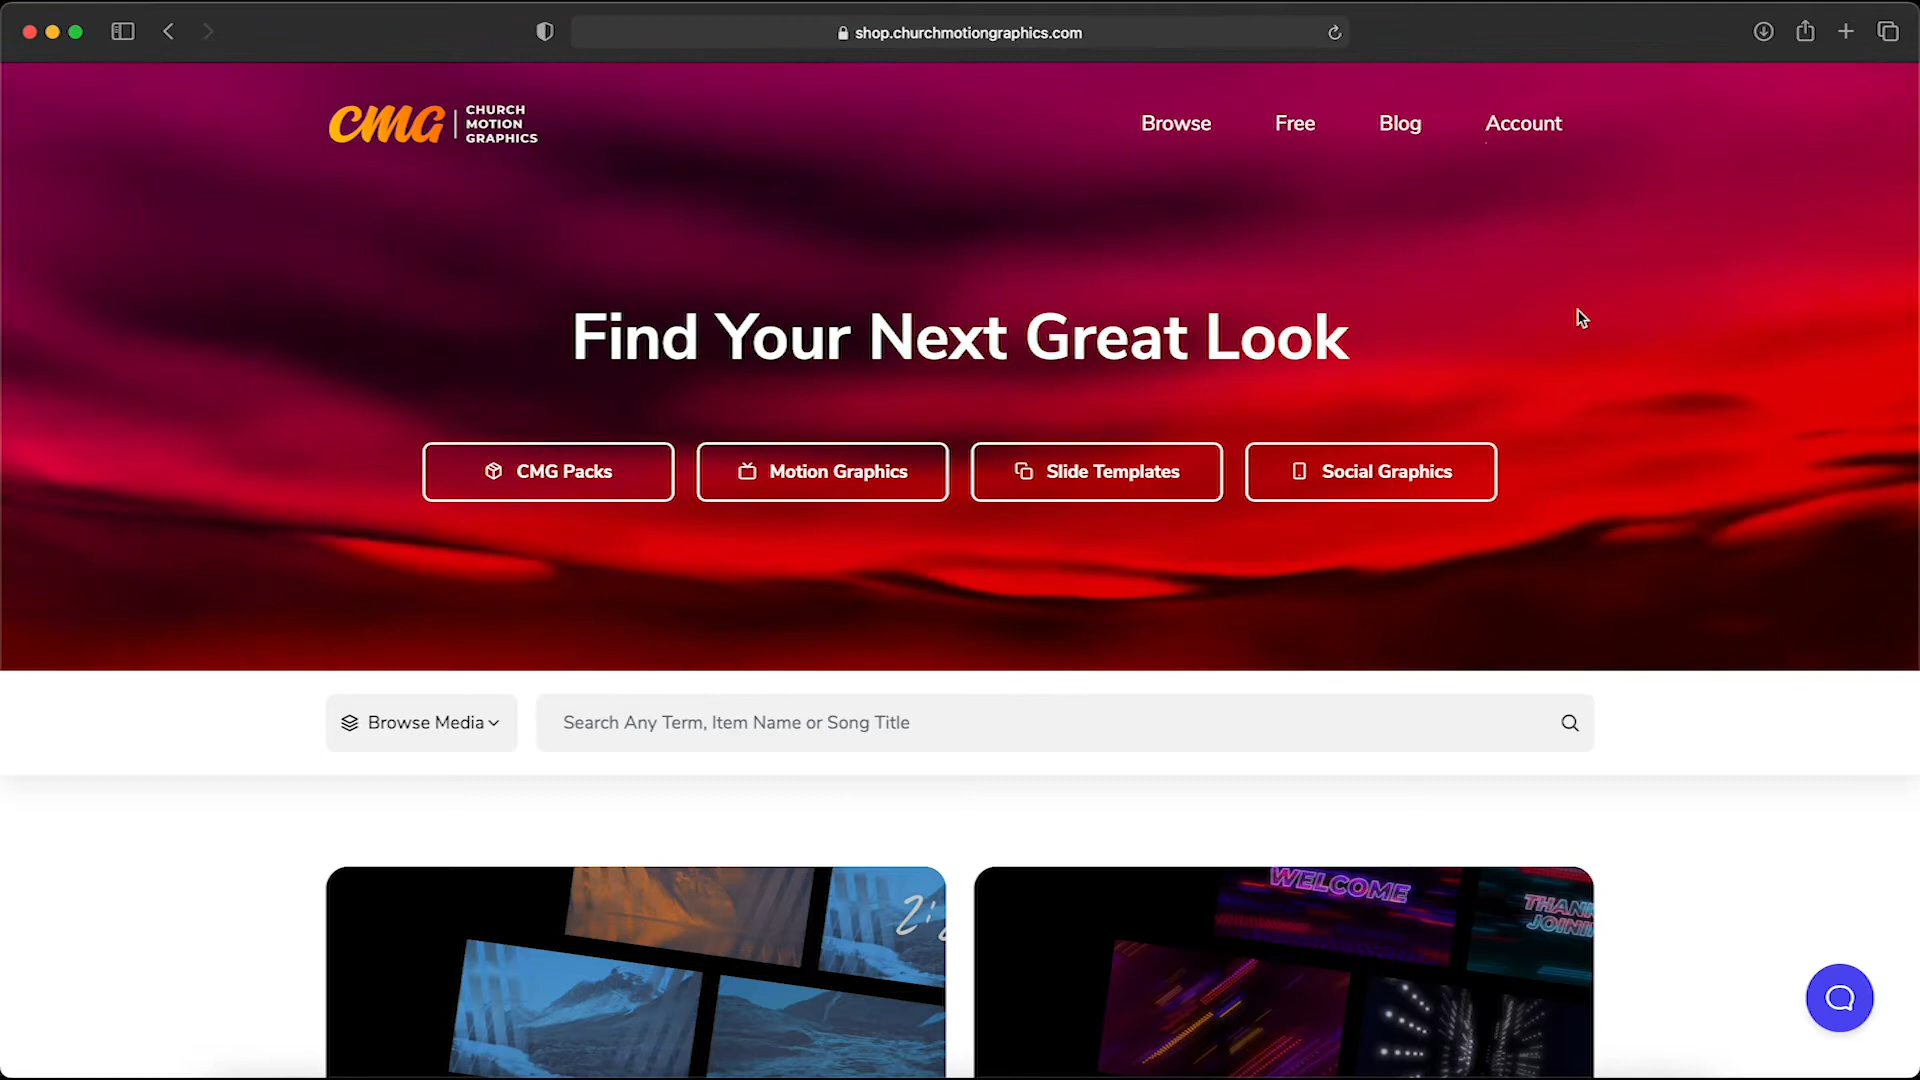 shop.churchmotiongraphics.com
CMG
CHURCH
MOTION
GRAPHICS
Browse
Free
Blog
Account
Find Your Next Great Look
CMG Packs
Motion Graphics
Slide Templates
Social Graphics
Browse Media
Search Any Term, Item Name or Song Title
WELCOME